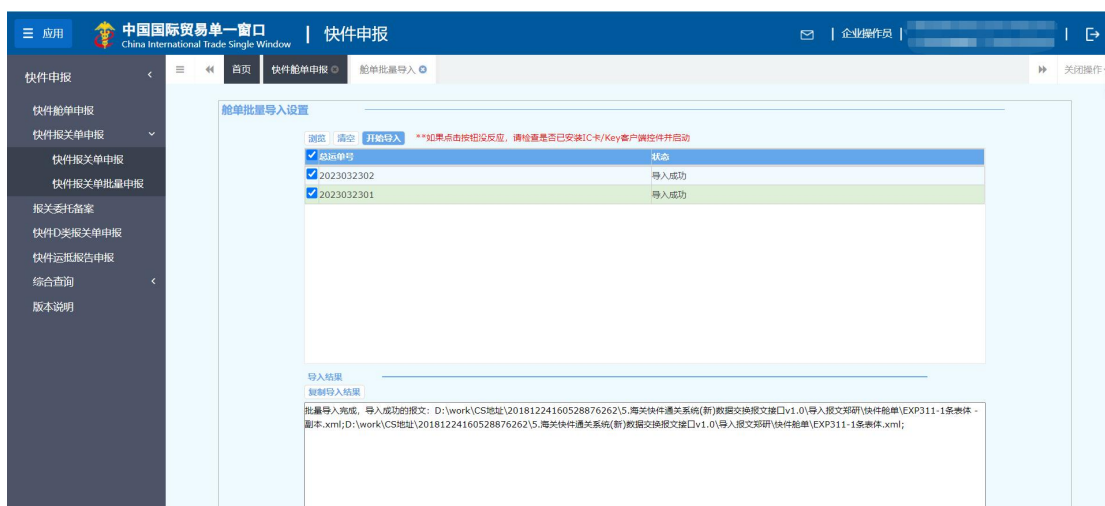 应用
中国国际贸易单一窗口
China International Trade Single Window
快件申报
企业操作员
快件申报
首页
快件舱单申报
舱单批量导入
关闭操作
快件舱单申报
快件报关单申报
快件报关单申报
快件报关单批量申报
报关委托备案
快件D类报关单申报
快件运抵报告申报
综合查询
版本说明
舱单批量导入设置
浏览 清空 开始导入 **如果点击按钮没反应，请检查是否已安装IC卡/Key客户端控件并启动
总运单号 状态
2023032302 导入成功
2023032301 导入成功
导入结果
复制导入结果
批量导入完成，导入成功的报文：D:\work\CS地址\20181224160528876262\5.海关快件通关系统(新)数据交换报文接口v1.0\导入报文郑研\快件舱单\EXP311-1条表体 -
副本.xml;D:\work\CS地址\20181224160528876262\5.海关快件通关系统(新)数据交换报文接口v1.0\导入报文郑研\快件舱单\EXP311-1条表体.xml;